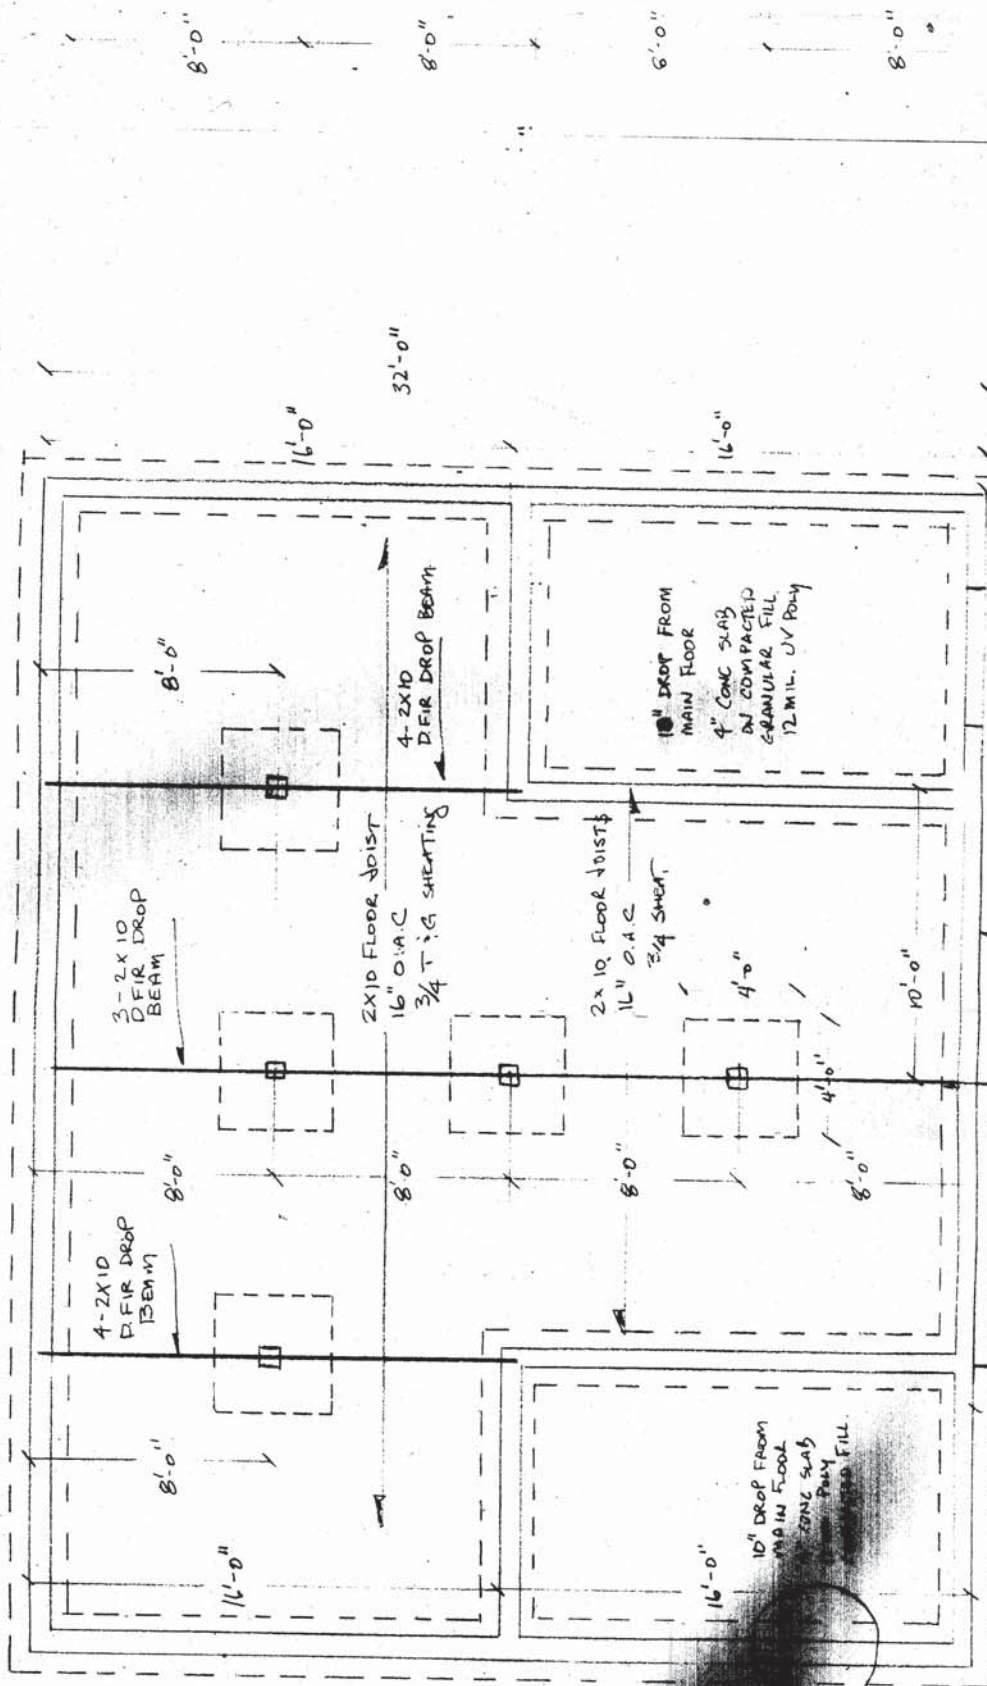 8'-0"
8'-0"
8'-0"
32'-0"
16'-0"
16'-0"
8'-0"
4-2X10
D.FIR DROP BEAM
3-2X10
D FIR DROP
BEAM
2X10 FLOOR JOIST
16" O.A.C
3/4 T & G SHEATING
DROP FROM
MAIN FLOOR
4" CONC SLAB
ON COMPACTED
GRANULAR FILL
12 MIL. UV POLY
2x10 FLOOR JOISTS
16" O.A.C
3/4 SHEAT.
4'-0"
4'-0"
10'-0"
8'-0"
8'-0"
8'-0"
8'-0"
4-2X10
D.FIR DROP
BEAM
8'-0"
16'-0"
16'-0"
10" DROP FROM
MAIN FLOOR
CONC SLAB
POLY
FILL.